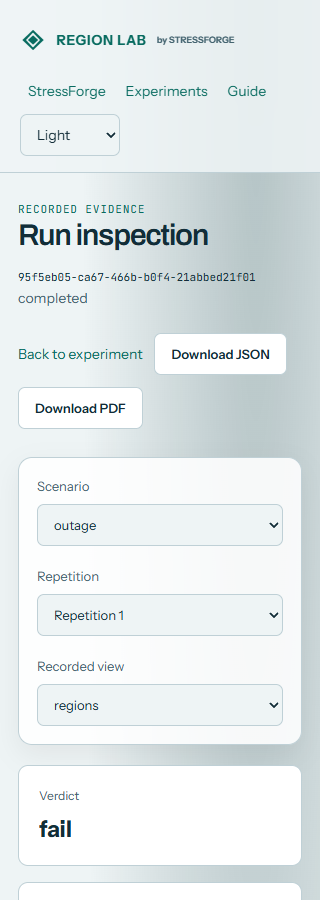 REGION LAB by STRESSFORGE
StressForge Experiments Guide
Light
RECORDED EVIDENCE
Run inspection
95f5eb05-ca67-466b-b0f4-21abbed21f01
completed
Back to experiment Download JSON
Download PDF
Scenario
outage
Repetition
Repetition 1
Recorded view
regions
Verdict
fail